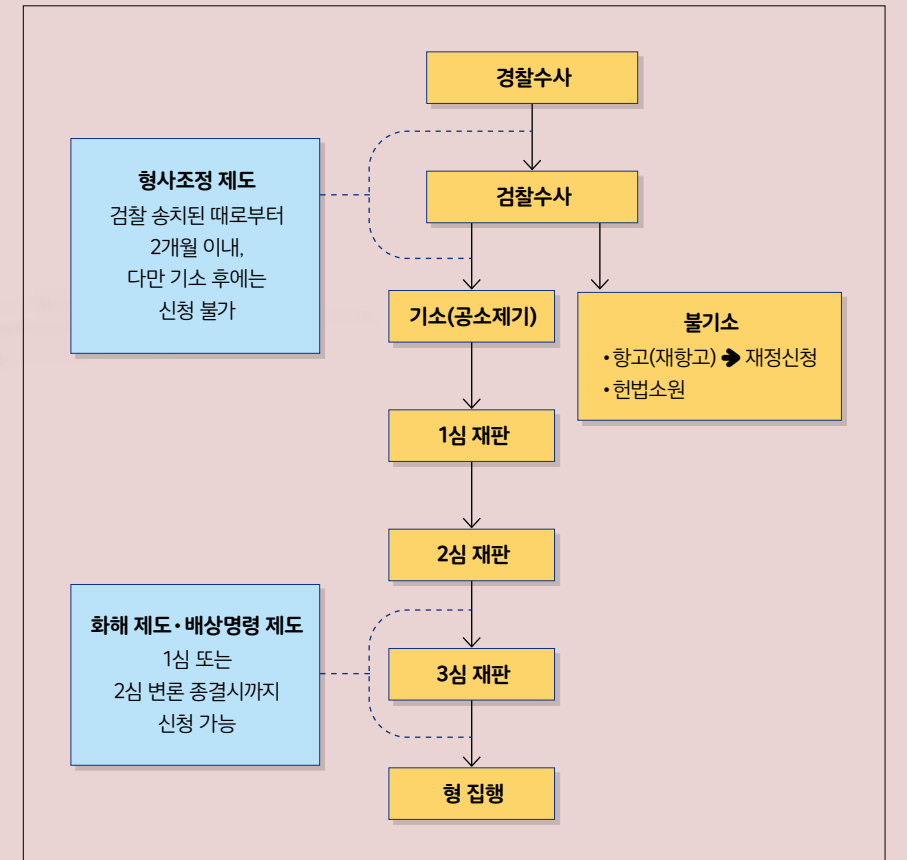 경찰수사
형사조정 제도
검찰 송치된 때로부터
2개월 이내,
다만 기소 후에는
신청 불가
검찰수사
기소(공소제기)
불기소
•항고(재항고) ➔ 재정신청
•헌법소원
1심 재판
2심 재판
화해 제도•배상명령 제도
1심 또는
2심 변론 종결시까지
신청 가능
3심 재판
형 집행